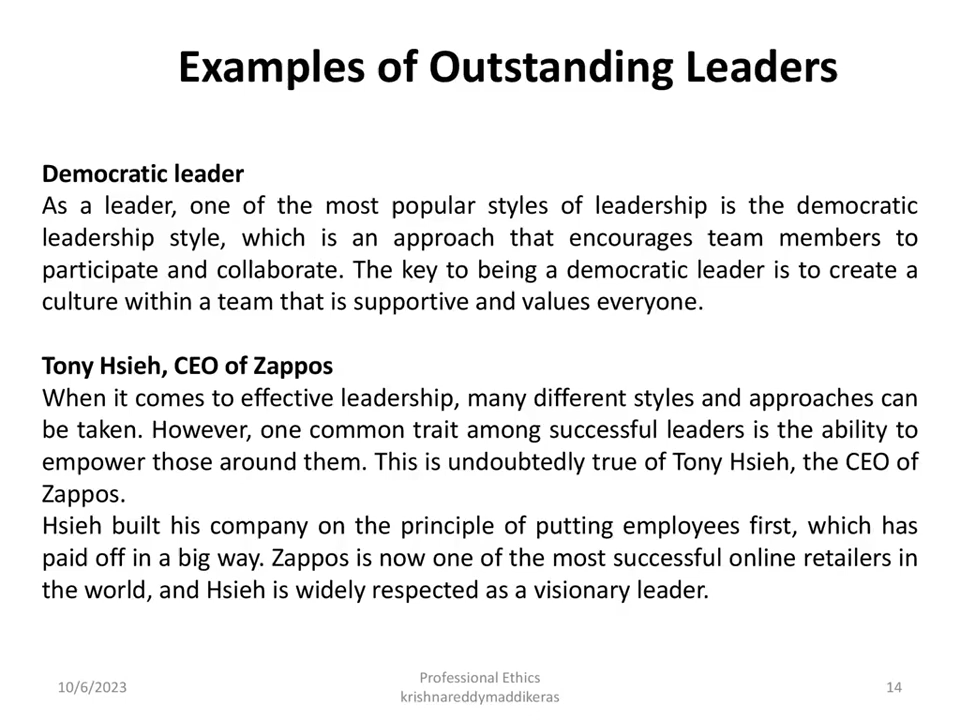 Examples of Outstanding Leaders
Democratic leader
As a leader, one of the most popular styles of leadership is the democratic
leadership style, which is an approach that encourages team members to
participate and collaborate. The key to being a democratic leader is to create a
culture within a team that is supportive and values everyone.
Tony Hsieh, CEO of Zappos
When it comes to effective leadership, many different styles and approaches can
be taken. However, one common trait among successful leaders is the ability to
empower those around them. This is undoubtedly true of Tony Hsieh, the CEO of
Zappos.
Hsieh built his company on the principle of putting employees first, which has
paid off in a big way. Zappos is now one of the most successful online retailers in
the world, and Hsieh is widely respected as a visionary leader.
10/6/2023
Professional Ethics
krishnareddymaddikeras
14